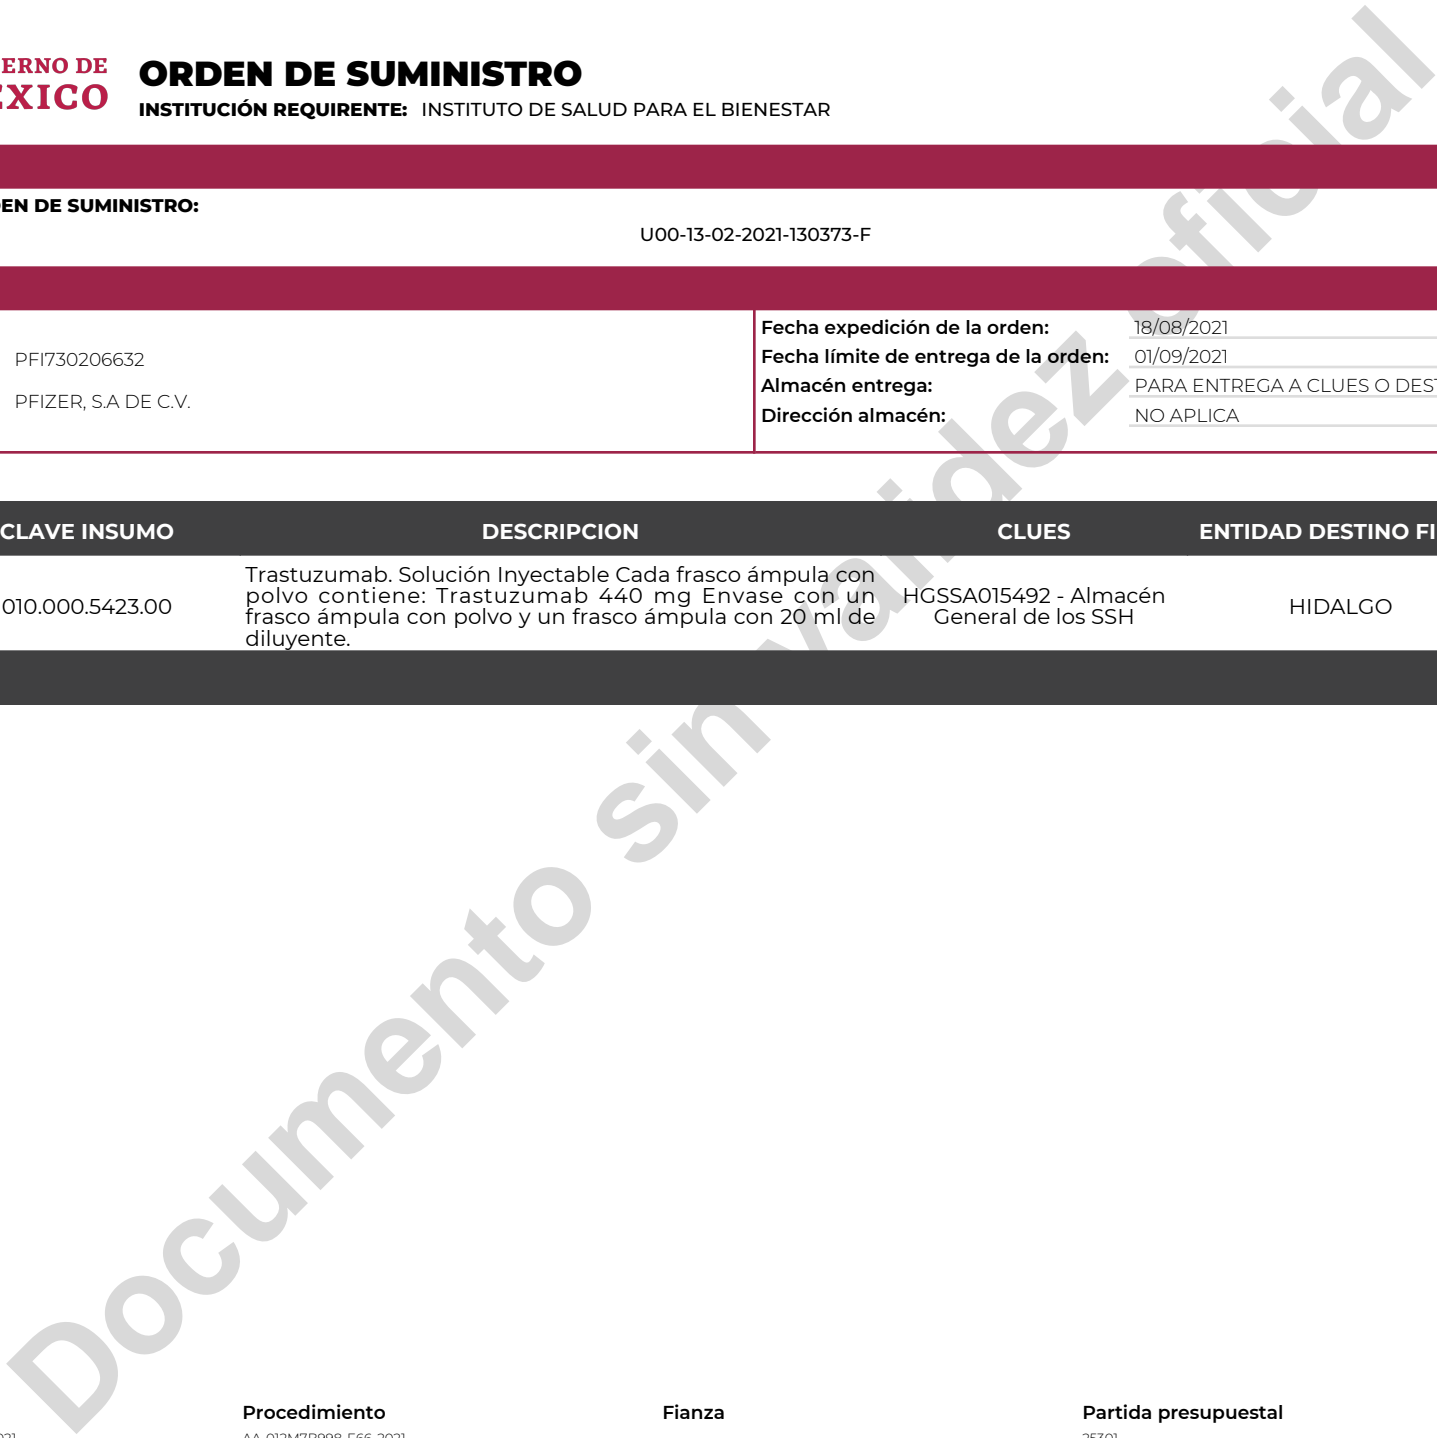 ERNO DE
ÉXICO
ORDEN DE SUMINISTRO
INSTITUCIÓN REQUIRENTE: INSTITUTO DE SALUD PARA EL BIENESTAR
EN DE SUMINISTRO:
U00-13-02-2021-130373-F
PFI730206632
PFIZER, S.A DE C.V.
Fecha expedición de la orden: 18/08/2021
Fecha límite de entrega de la orden: 01/09/2021
Almacén entrega: PARA ENTREGA A CLUES O DEST
Dirección almacén: NO APLICA
CLAVE INSUMO DESCRIPCION CLUES ENTIDAD DESTINO FI
010.000.5423.00
Trastuzumab. Solución Inyectable Cada frasco ámpula con
polvo contiene: Trastuzumab 440 mg Envase con un
frasco ámpula con polvo y un frasco ámpula con 20 ml de
diluyente.
HGSSA015492 - Almacén
General de los SSH
HIDALGO
Documento sin validez oficial
Procedimiento Fianza Partida presupuestal